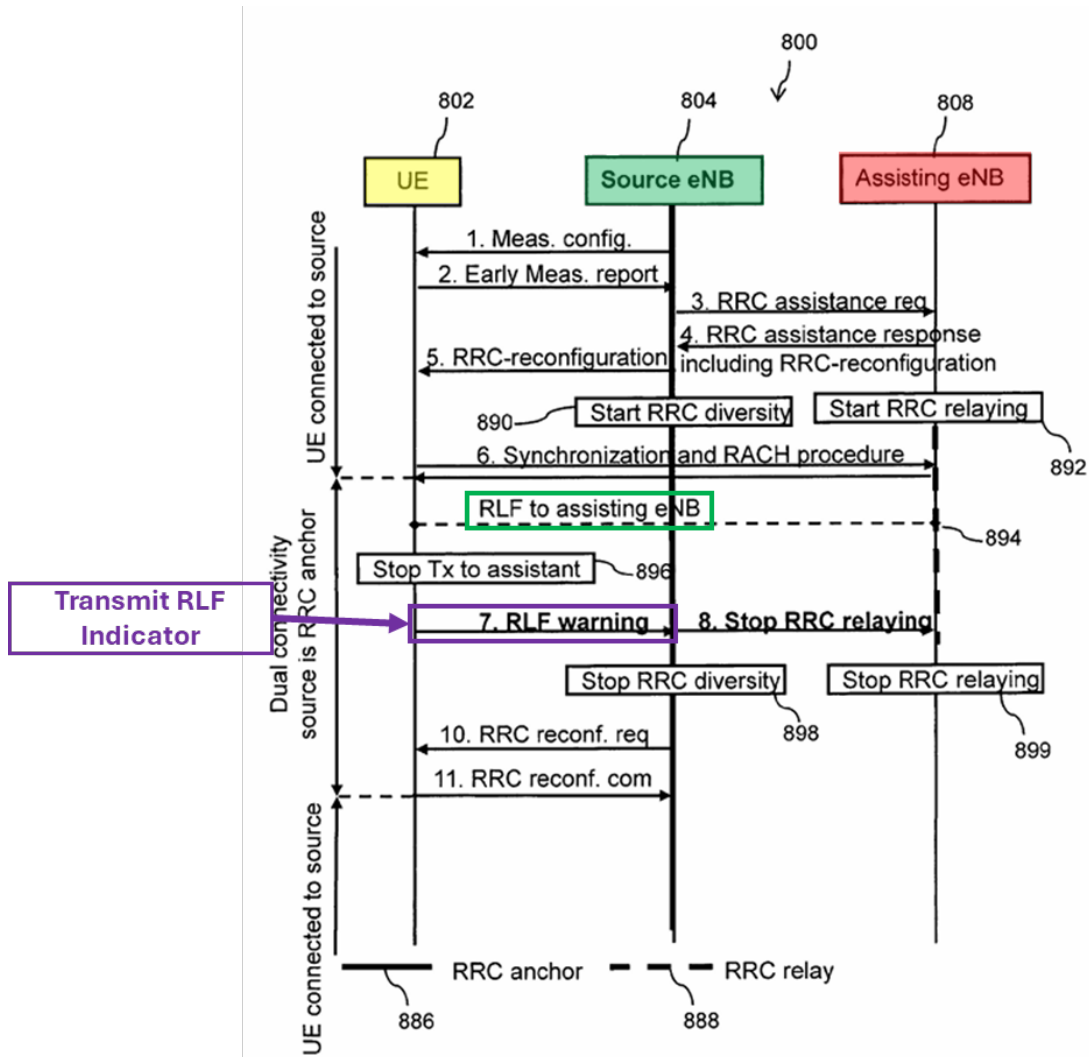 800
802
804
808
UE
Source eNB
Assisting eNB
UE connected to source
1. Meas. config.
2. Early Meas. report
3. RRC assistance req
4. RRC assistance response
5. RRC-reconfiguration
including RRC-reconfiguration
890
Start RRC diversity
Start RRC relaying
892
6. Synchronization and RACH procedure
RLF to assisting eNB
894
Stop Tx to assistant
896
Dual connectivity
source is RRC anchor
Transmit RLF
Indicator
7. RLF warning
8. Stop RRC relaying
Stop RRC diversity
Stop RRC relaying
898
899
10. RRC reconf. req
11. RRC reconf. com
UE connected to source
RRC anchor
RRC relay
886
888